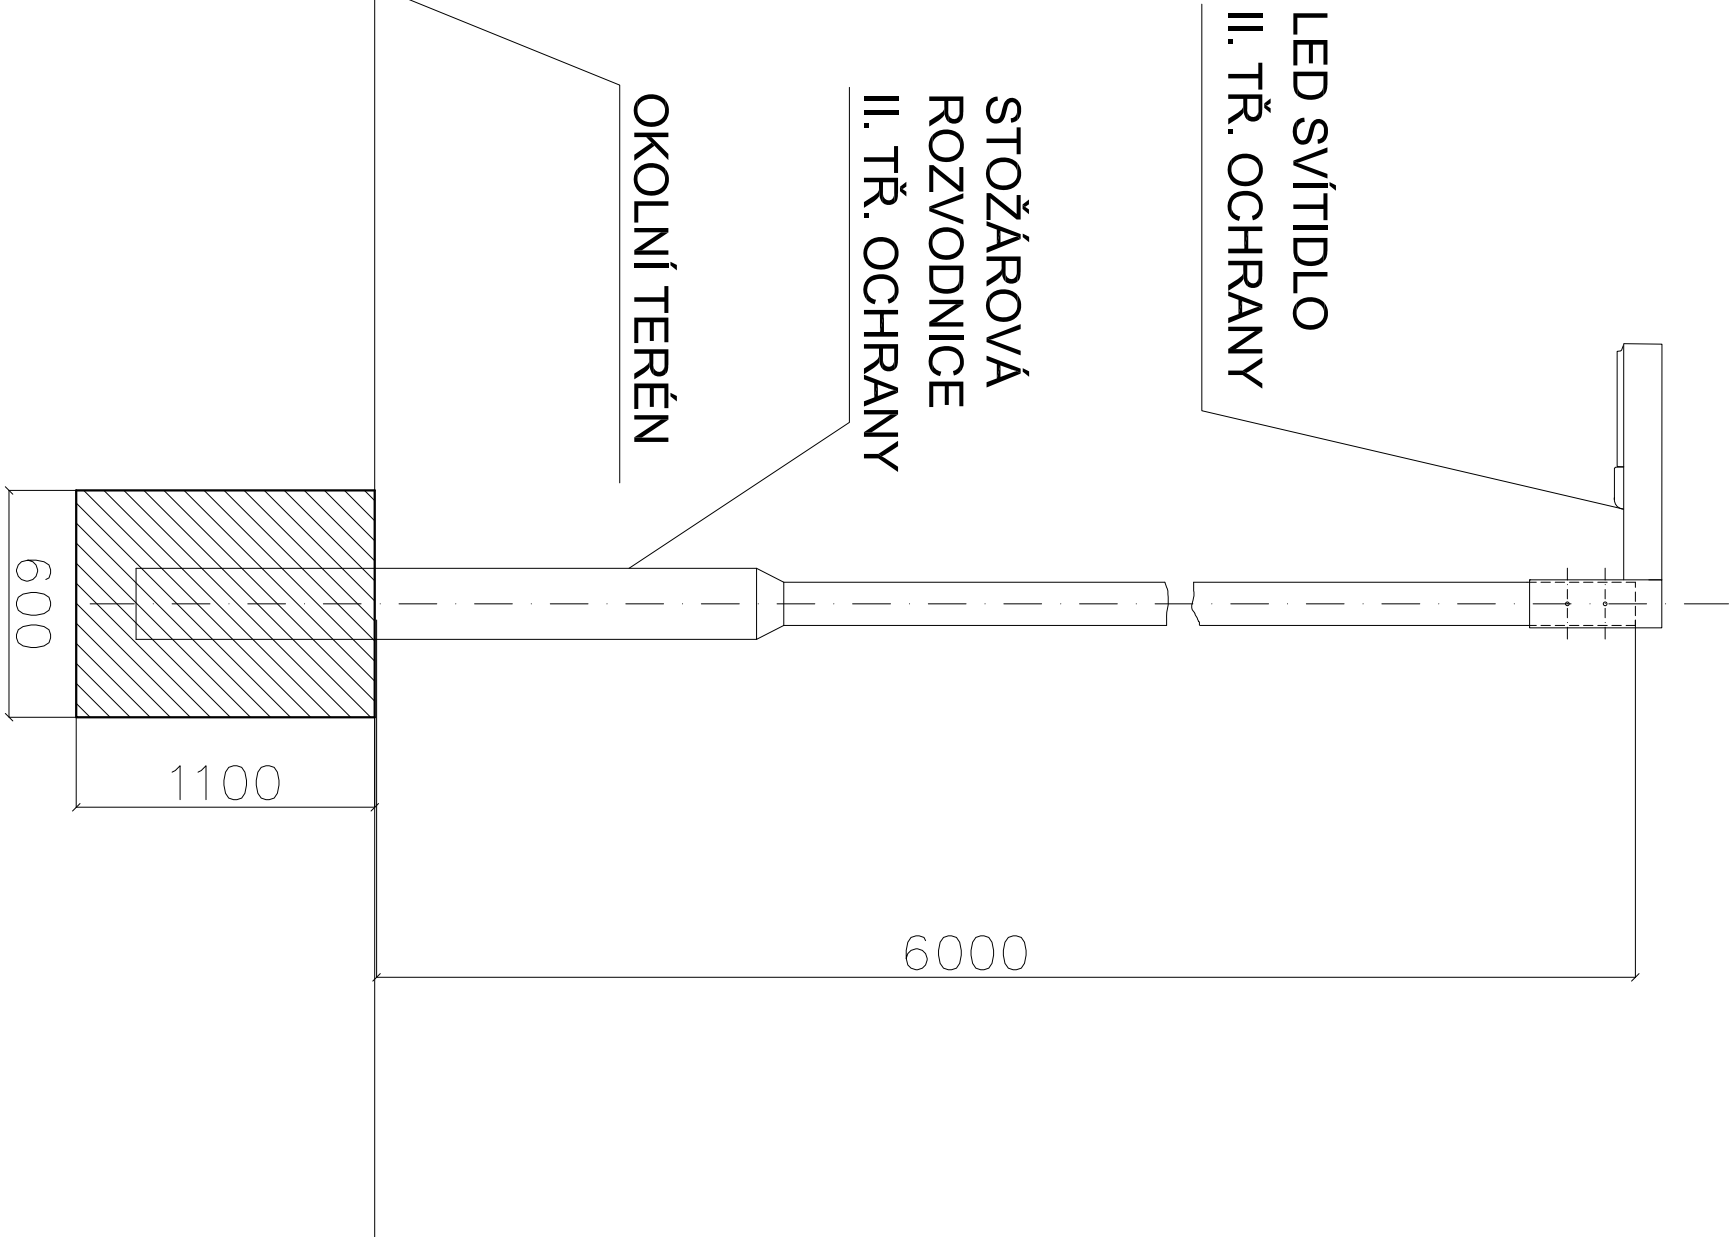 LED SVÍTIDLO
II. TŘ. OCHRANY
STOŽÁROVÁ
ROZVODNICE
II. TŘ. OCHRANY
OKOLNÍ TERÉN
600
1100
6000